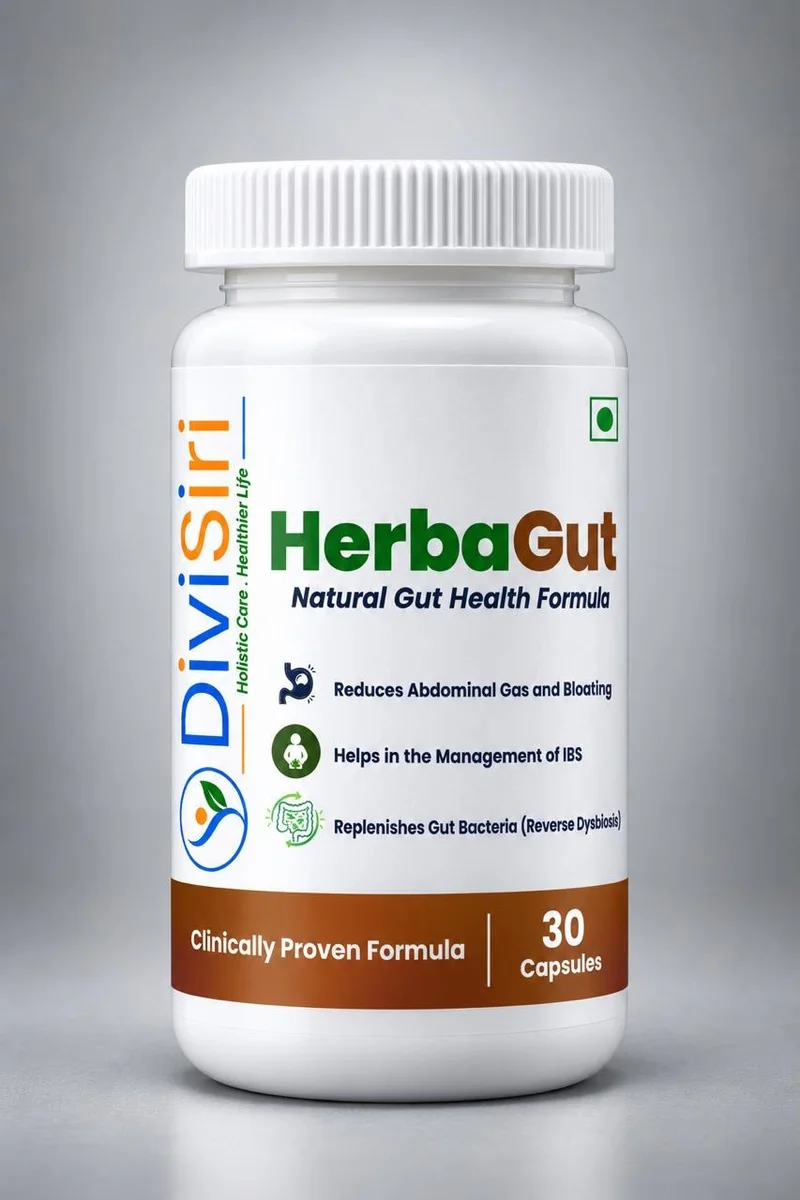 DiviSiri
Holistic Care . Healthier Life
HerbaGut
Natural Gut Health Formula
Reduces Abdominal Gas and Bloating
Helps in the Management of IBS
Replenishes Gut Bacteria (Reverse Dysbiosis)
Clinically Proven Formula
30
Capsules